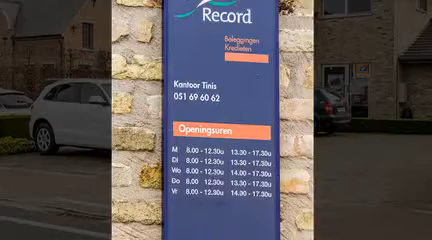 Record
Beleggingen
Kredieten
Kantoor Tinis
051 69 60 62
Openingsuren
M 8.00 - 12.30u 13.30 - 17.30u
Di 8.00 - 12.30u 13.30 - 17.30u
Wo 8.00 - 12.30u 14.00 - 17.30u
Do 8.00 - 12.30u 13.30 - 17.30u
Vr 8.00 - 12.30u 14.00 - 17.30u